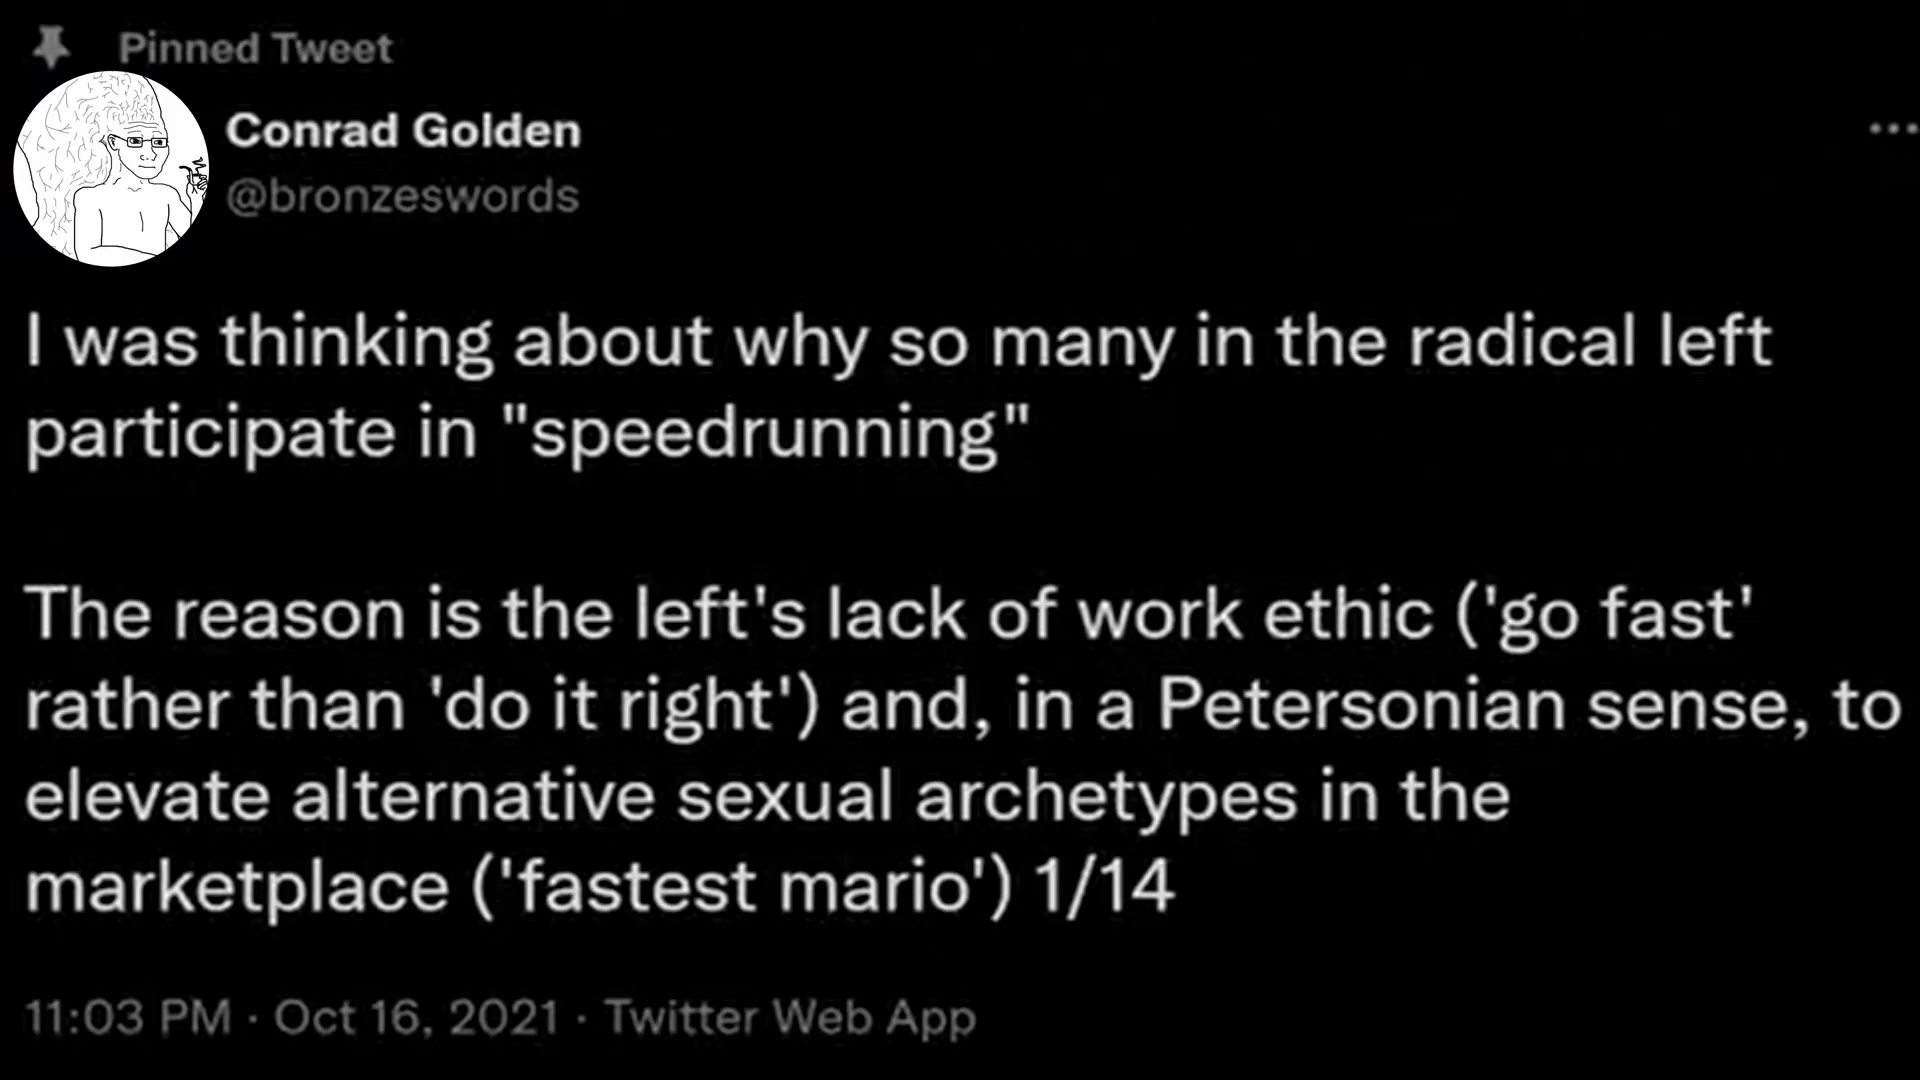 Pinned Tweet
Conrad Golden
@bronzeswords
I was thinking about why so many in the radical left
participate in "speedrunning"
The reason is the left's lack of work ethic ('go fast'
rather than 'do it right') and, in a Petersonian sense, to
elevate alternative sexual archetypes in the
marketplace ('fastest mario') 1/14
11:03 PM · Oct 16, 2021 · Twitter Web App